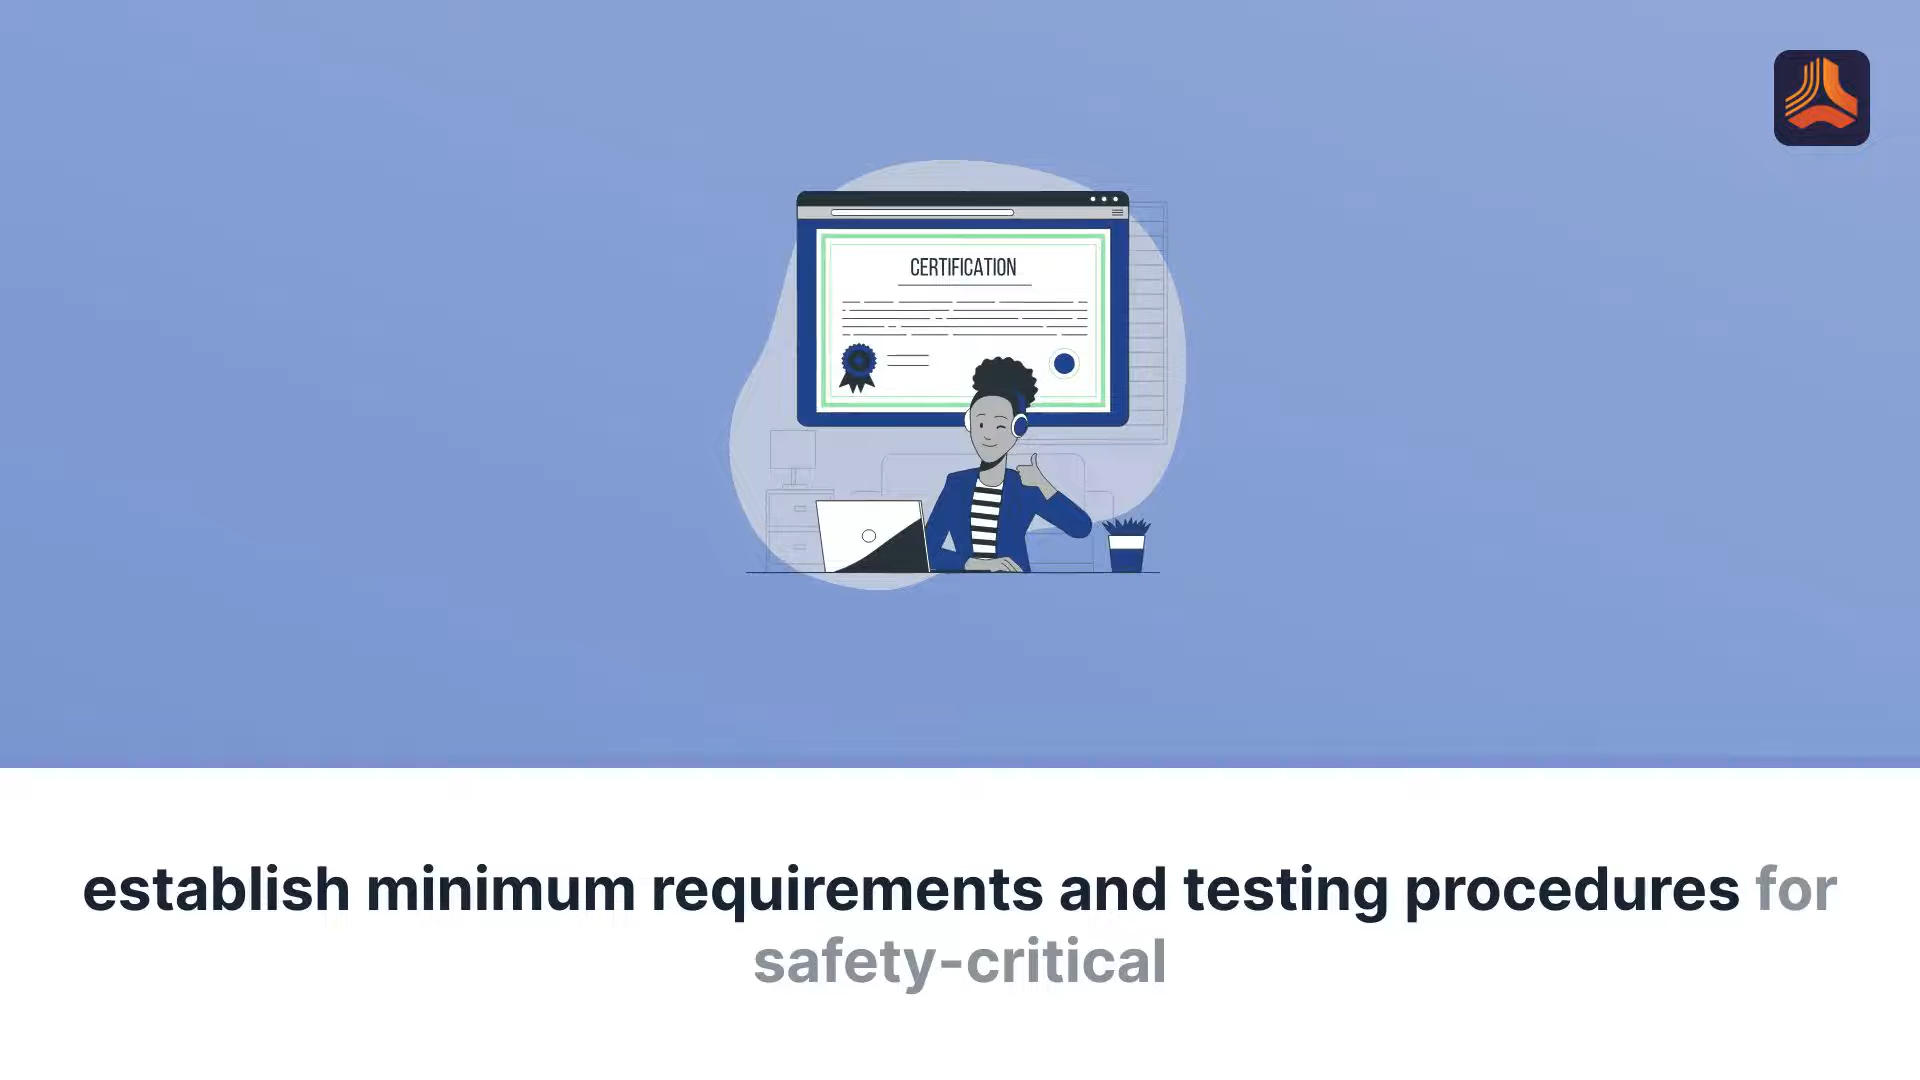 CERTIFICATION
establish minimum requirements and testing procedures for
safety-critical